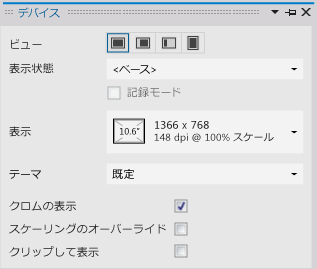 デバイス
ビュー
表示状態 <ベース>
記録モード
表示 10.6" 1366 x 768
148 dpi @ 100% スケール
テーマ 既定
クロムの表示
スケーリングのオーバーライド
クリップして表示